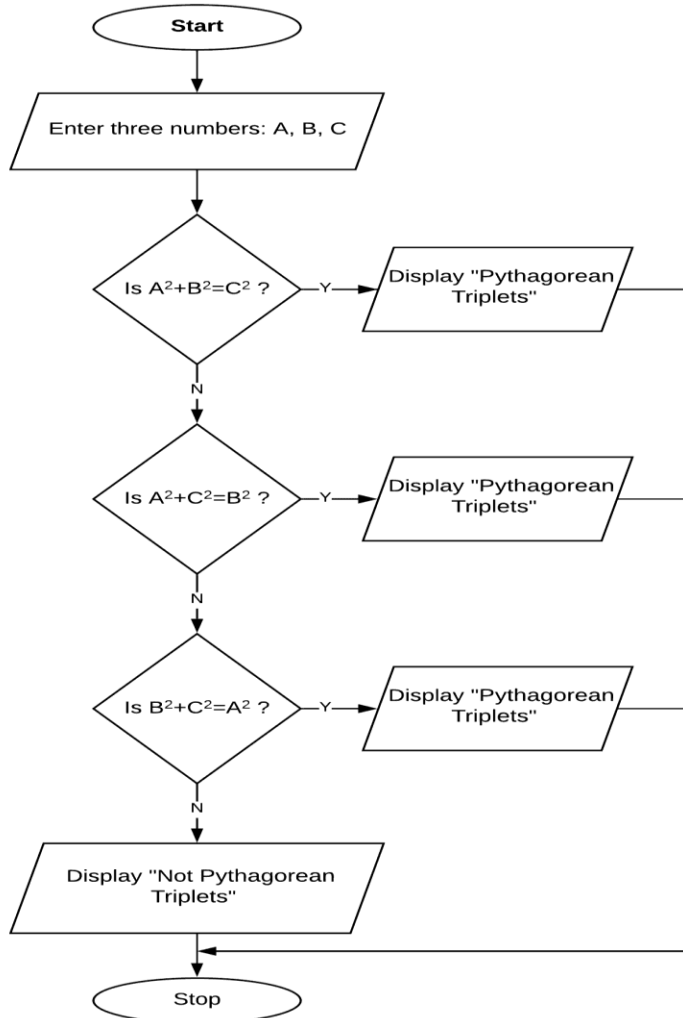 Start
Enter three numbers: A, B, C
Is A²+B²=C² ?
Y
Display "Pythagorean
Triplets"
N
Is A²+C²=B² ?
Y
Display "Pythagorean
Triplets"
N
Is B²+C²=A² ?
Y
Display "Pythagorean
Triplets"
N
Display "Not Pythagorean
Triplets"
Stop